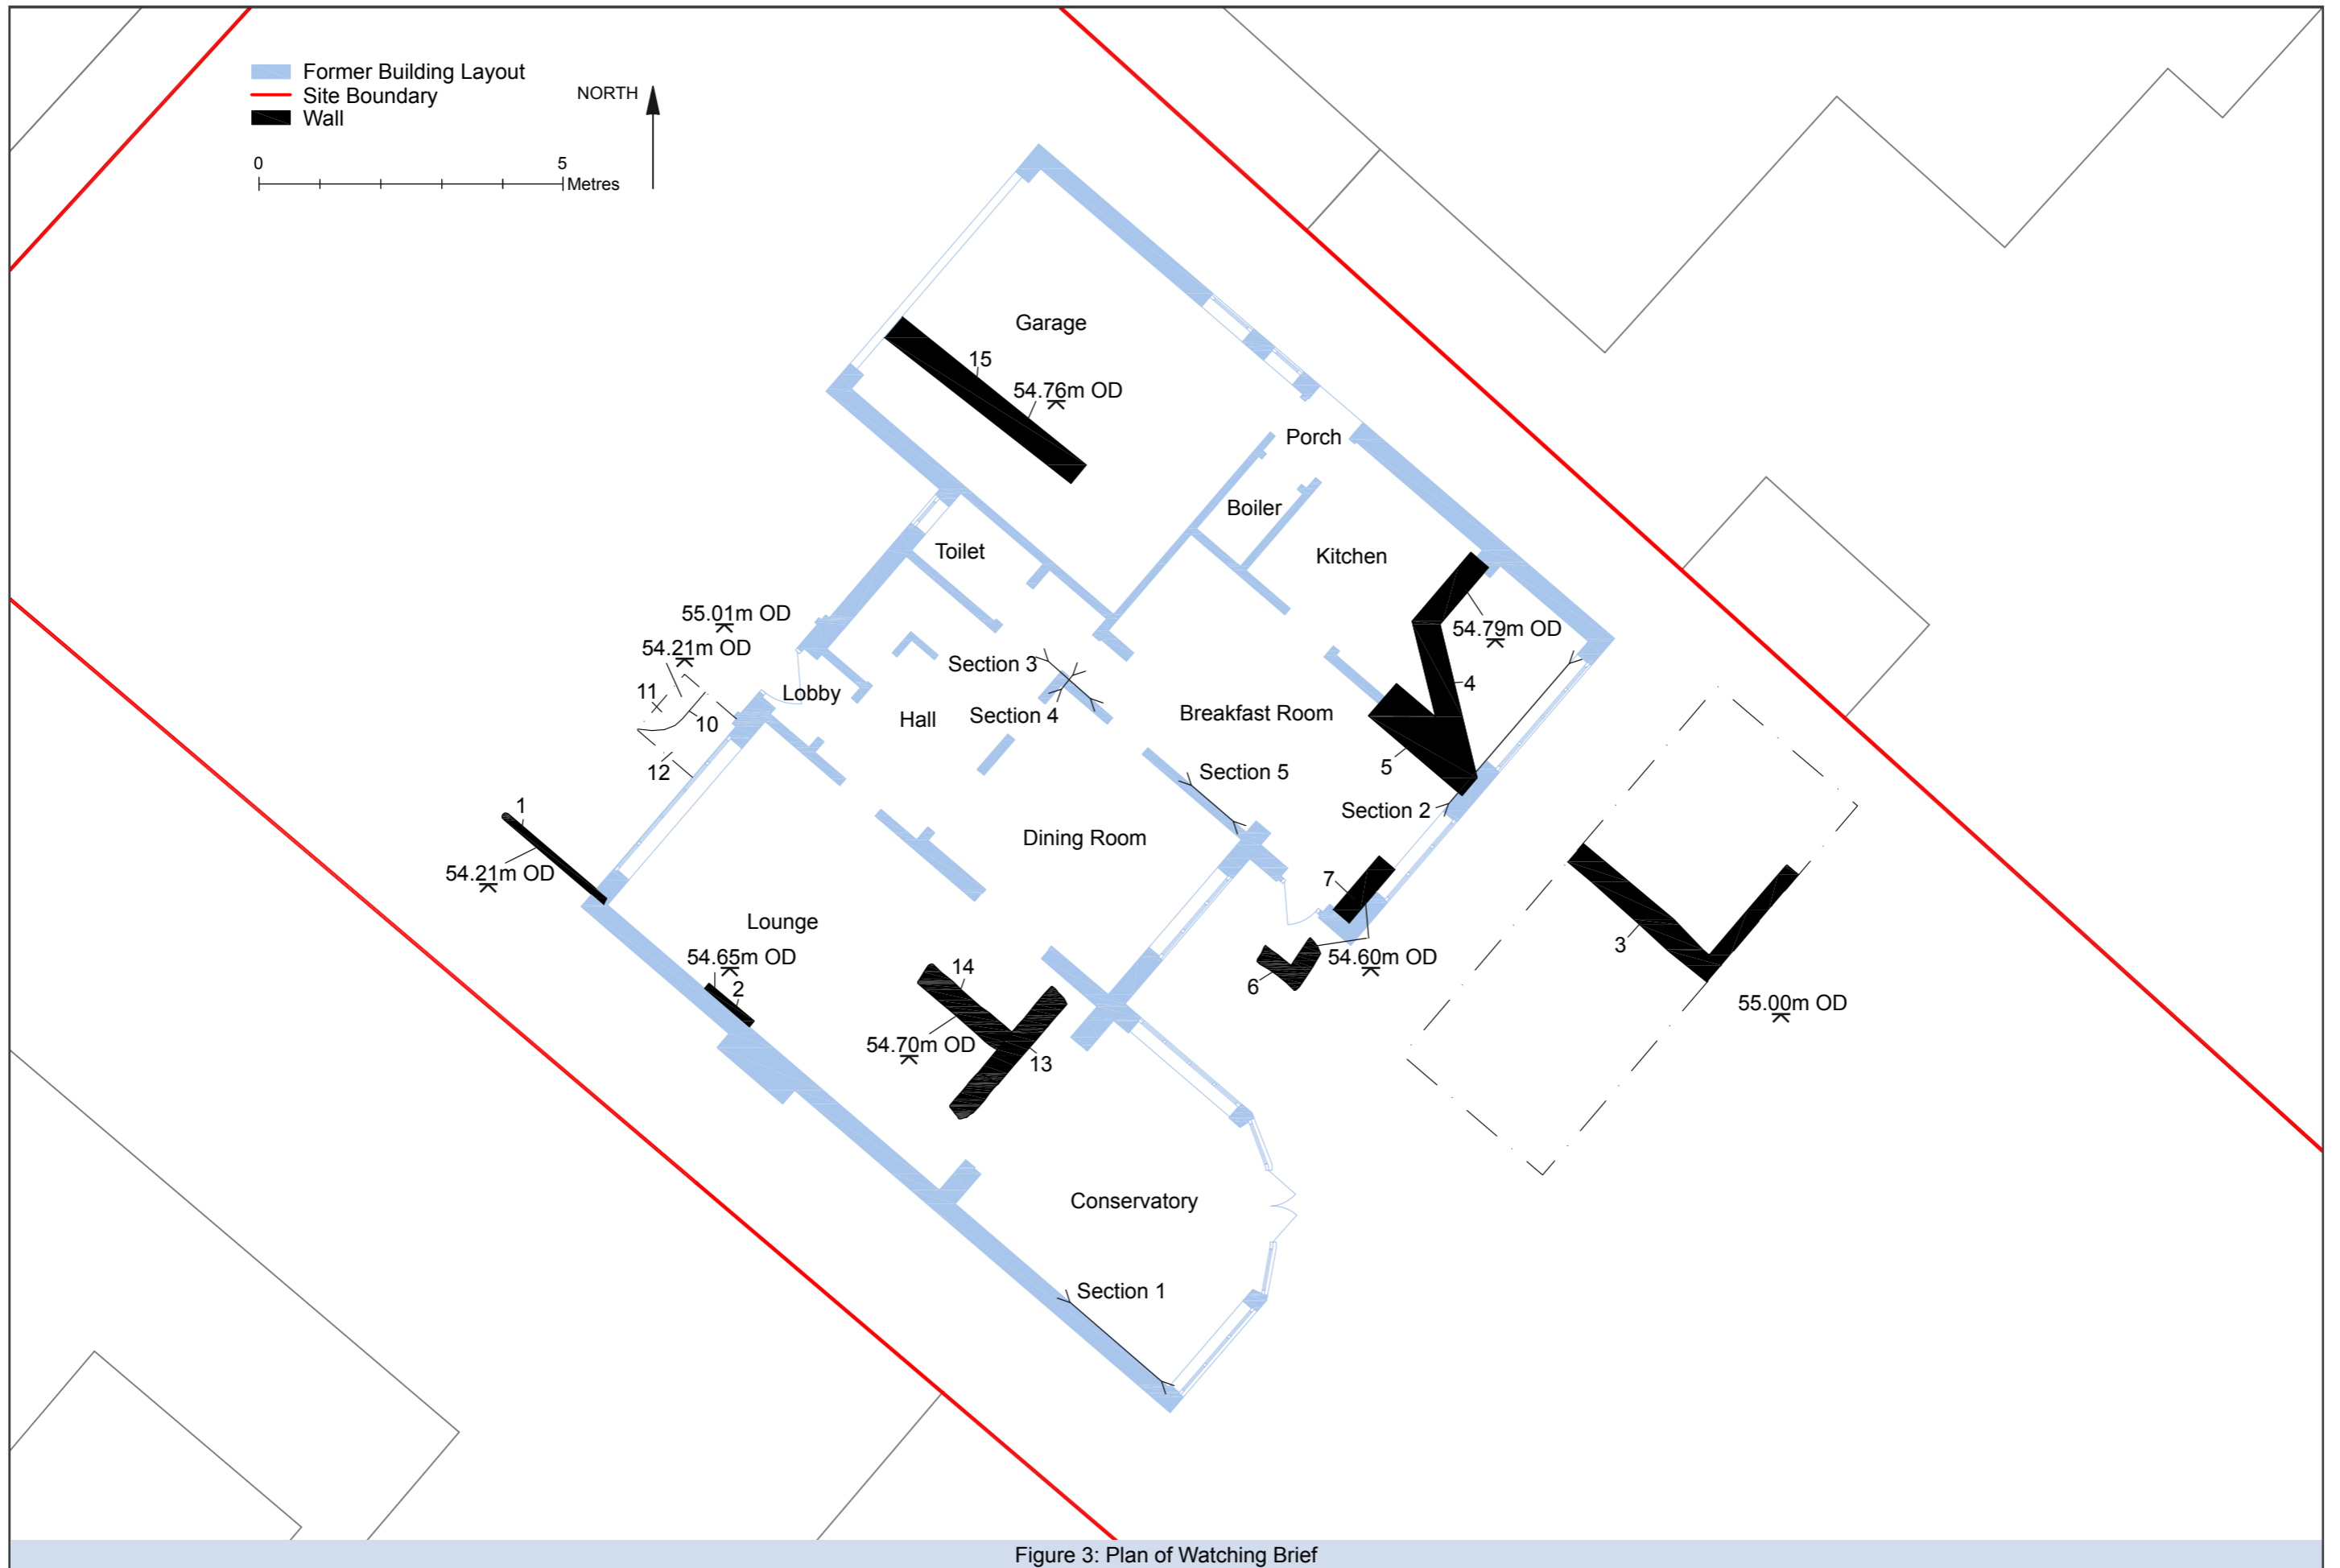 Former Building Layout
Site Boundary
Wall
NORTH
0
5
Metres
Garage
15
54.76m OD
Porch
Boiler
Toilet
Kitchen
55.01m OD
54.21m OD
54.79m OD
Section 3
11
Lobby
4
10
Hall
Section 4
Breakfast Room
12
5
Section 5
1
Section 2
Dining Room
54.21m OD
7
Lounge
3
54.65m OD
54.60m OD
14
2
6
55.00m OD
54.70m OD
13
Conservatory
Section 1
Figure 3: Plan of Watching Brief